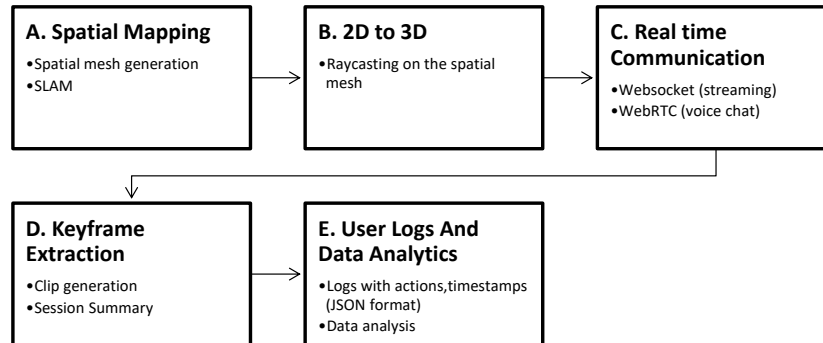 A. Spatial Mapping
•Spatial mesh generation
•SLAM
B. 2D to 3D
•Raycasting on the spatial
mesh
C. Real time
Communication
•Websocket (streaming)
•WebRTC (voice chat)
D. Keyframe
Extraction
•Clip generation
•Session Summary
E. User Logs And
Data Analytics
•Logs with actions,timestamps
(JSON format)
•Data analysis